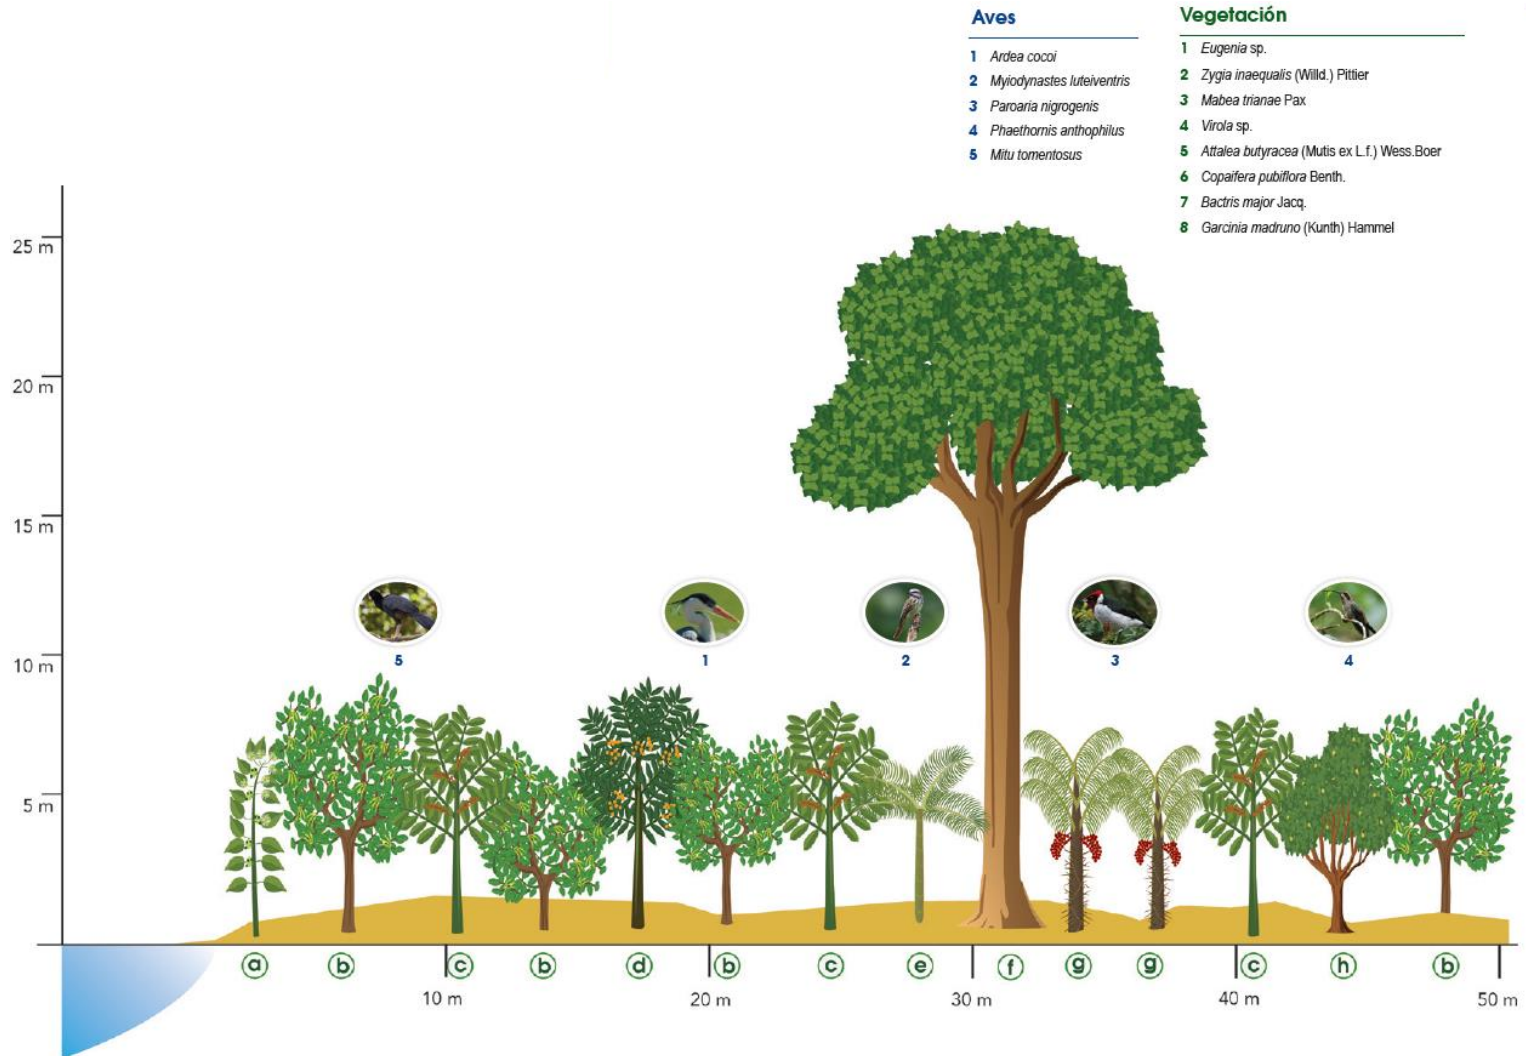 Aves
1 Ardea cocoi
2 Myiodynastes luteiventris
3 Paroaria nigrogenis
4 Phaethornis anthophilus
5 Mitu tomentosus
Vegetación
1 Eugenia sp.
2 Zygia inaequalis (Willd.) Pittier
3 Mabea trianae Pax
4 Virola sp.
5 Attalea butyracea (Mutis ex L.f.) Wess.Boer
6 Copaifera pubiflora Benth.
7 Bactris major Jacq.
8 Garcinia madruno (Kunth) Hammel
25 m
20 m
15 m
10 m
5 m
5 1 2 3 4
a b c b d b c e f g g c h b
10 m 20 m 30 m 40 m 50 m